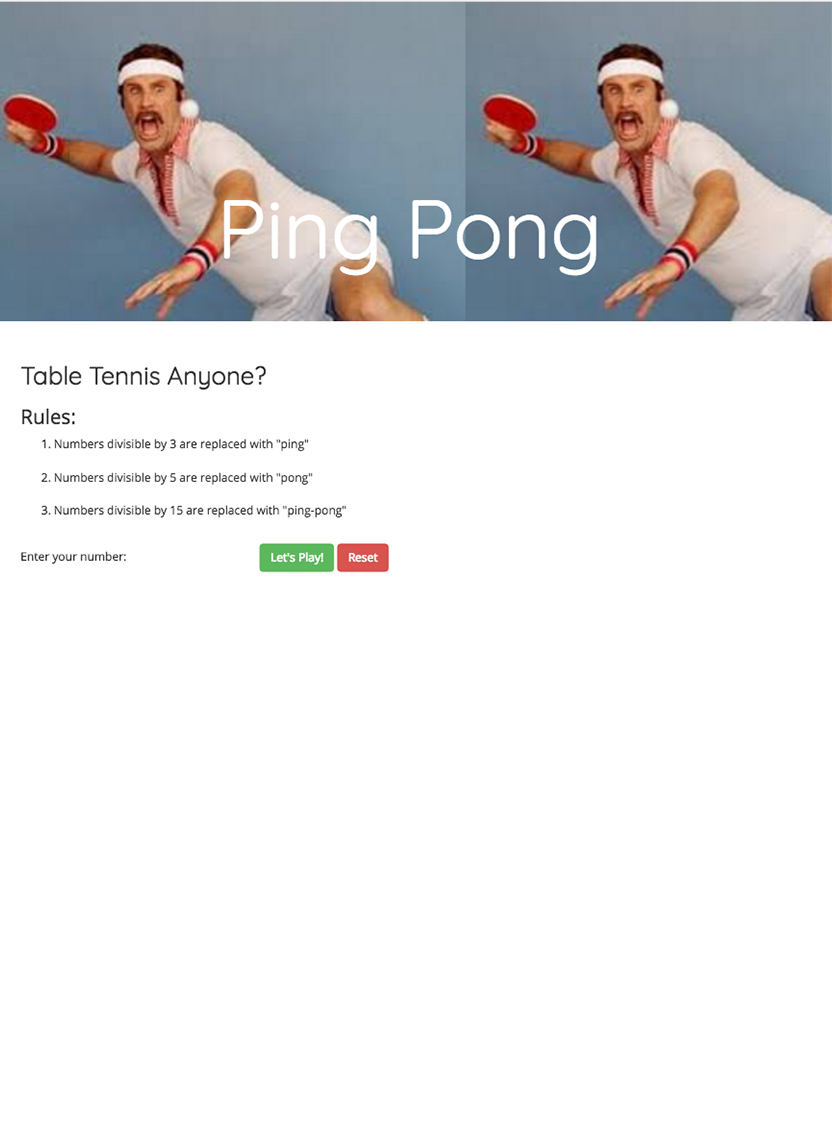 Ping Pong
Table Tennis Anyone?
Rules:
1. Numbers divisible by 3 are replaced with "ping"
2. Numbers divisible by 5 are replaced with "pong"
3. Numbers divisible by 15 are replaced with "ping-pong"
Enter your number: Let's Play! Reset